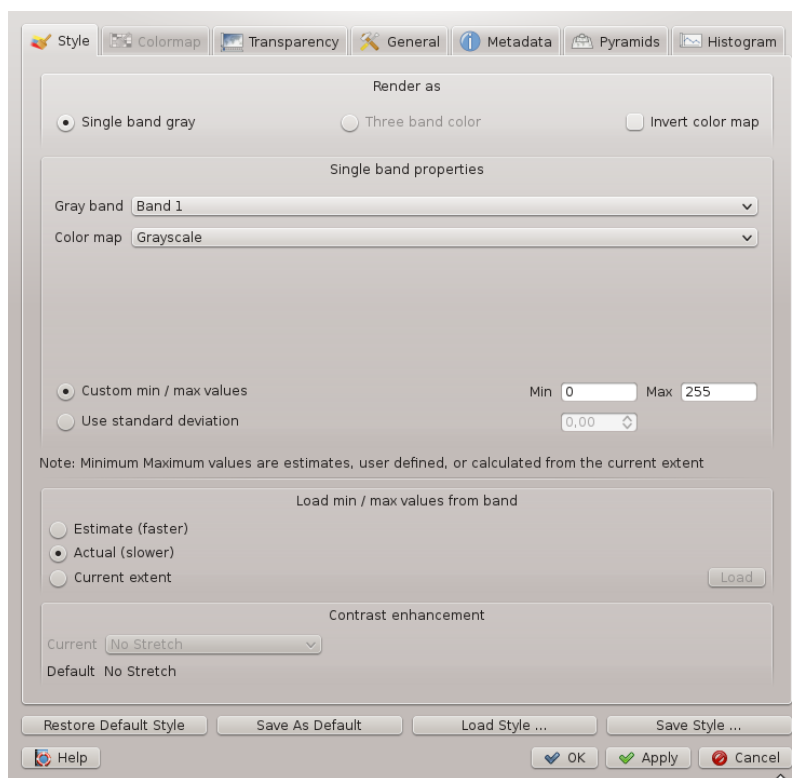 Style Colormap Transparency General Metadata Pyramids Histogram
Render as
Single band gray Three band color Invert color map
Single band properties
Gray band Band 1
Color map Grayscale
Custom min / max values Min 0 Max 255
Use standard deviation 0,00
Note: Minimum Maximum values are estimates, user defined, or calculated from the current extent
Load min / max values from band
Estimate (faster)
Actual (slower)
Current extent Load
Contrast enhancement
Current No Stretch
Default No Stretch
Restore Default Style Save As Default Load Style ... Save Style ...
Help OK Apply Cancel